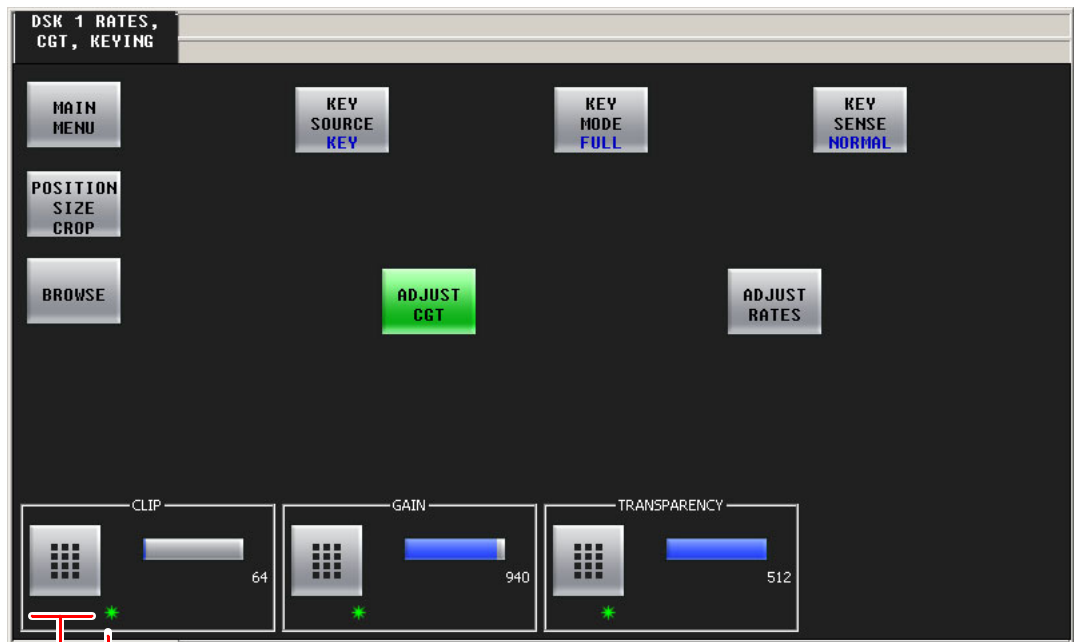 DSK 1 RATES,
CGT, KEYING
MAIN
MENU
KEY
SOURCE
KEY
KEY
MODE
FULL
KEY
SENSE
NORMAL
POSITION
SIZE
CROP
BROWSE
ADJUST
CGT
ADJUST
RATES
CLIP
64
GAIN
940
TRANSPARENCY
512